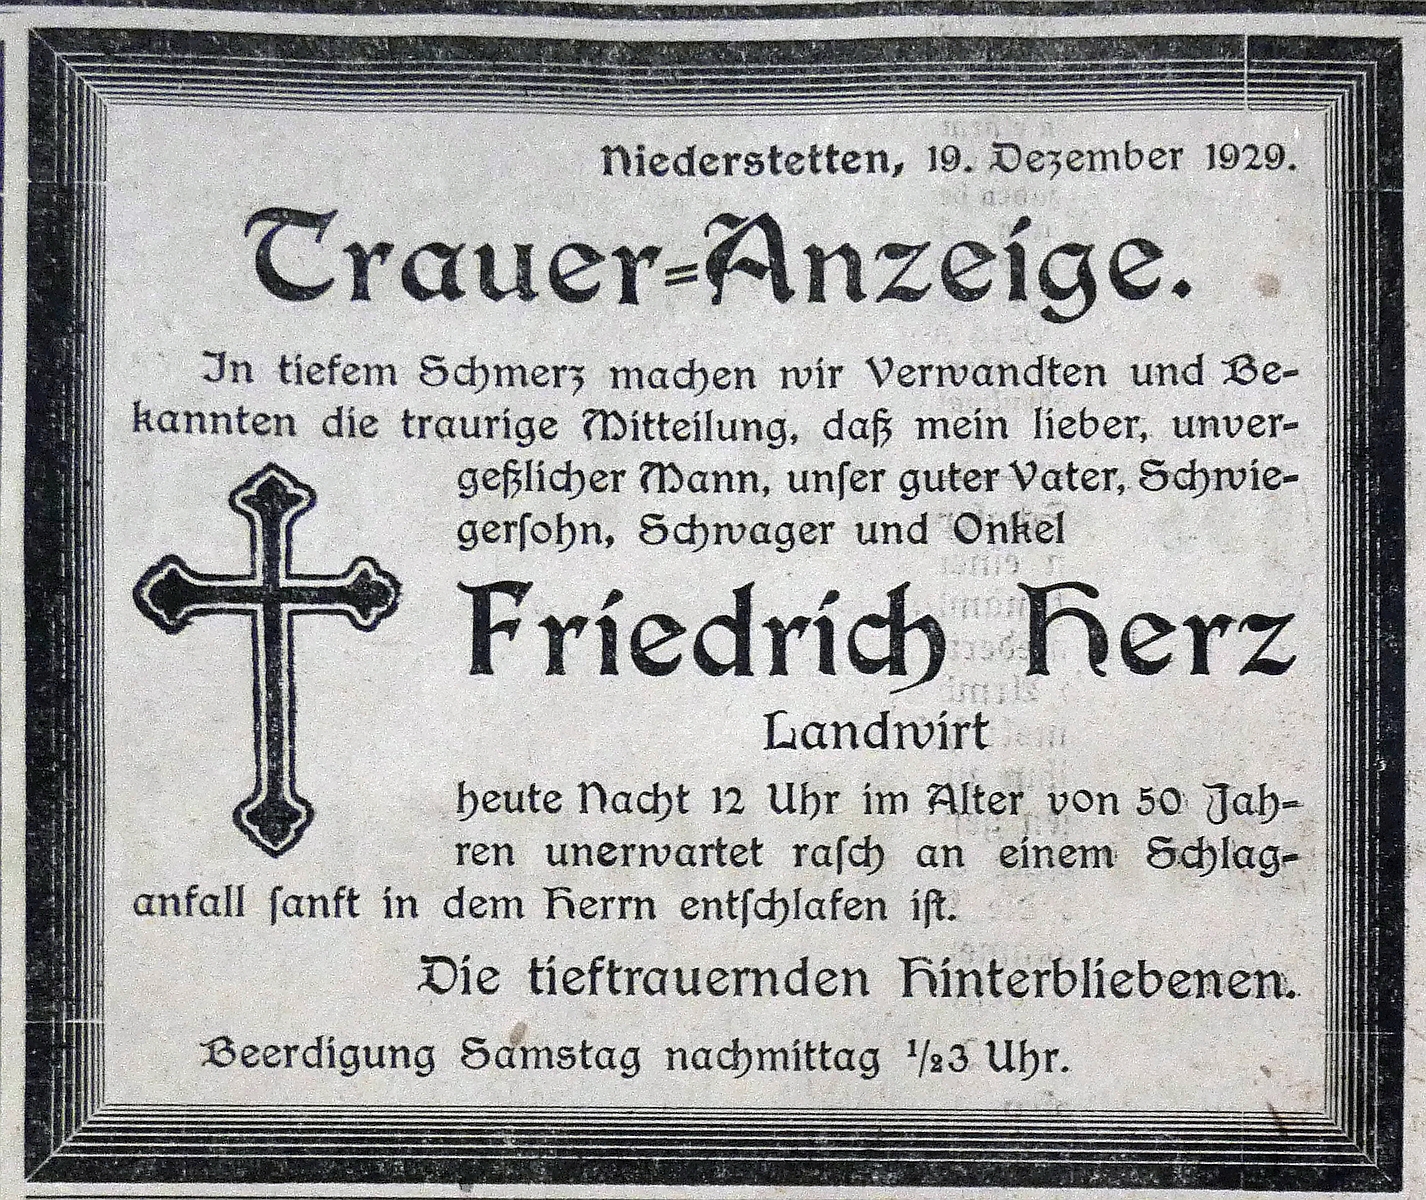 Niederstetten, 19. Dezember 1929.
Trauer-Anzeige.
In tiefem Schmerz machen wir Verwandten und Be-
kannten die traurige Mitteilung, daß mein lieber, unver-
geßlicher Mann, unſer guter Vater, Schwie-
gerſohn, Schwager und Onkel
Friedrich Herz
Landwirt
heute Nacht 12 Uhr im Alter von 50 Jah-
ren unerwartet raſch an einem Schlag-
anfall ſanft in dem Herrn entſchlafen iſt.
Die tieftrauernden Hinterbliebenen.
Beerdigung Samstag nachmittag 1/23 Uhr.